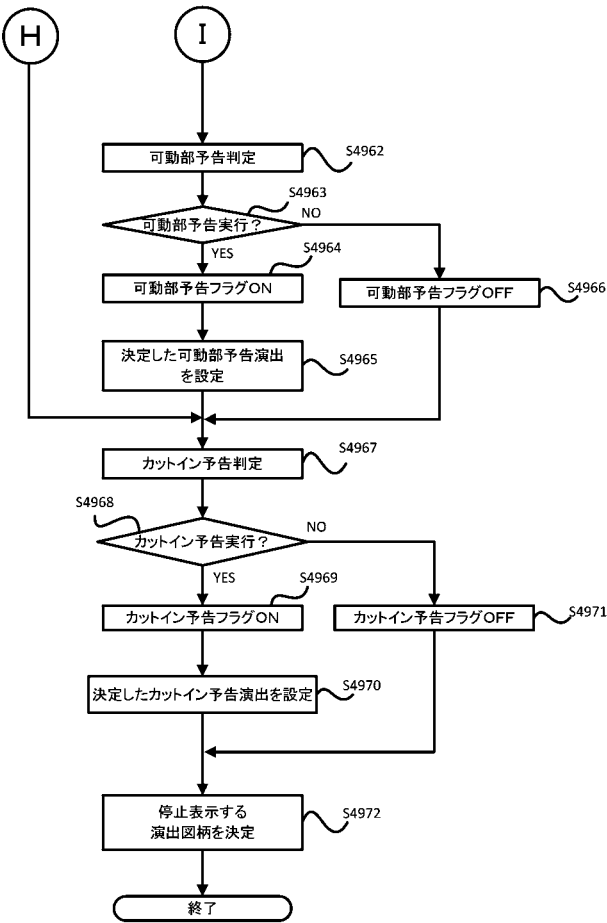 H
I
可動部予告判定
S4962
可動部予告実行？
S4963
NO
YES
S4964
可動部予告フラグON
可動部予告フラグOFF
S4966
決定した可動部予告演出
を設定
S4965
カットイン予告判定
S4967
S4968
カットイン予告実行？
NO
YES
S4969
カットイン予告フラグON
カットイン予告フラグOFF
S4971
決定したカットイン予告演出を設定
S4970
停止表示する
演出図柄を決定
S4972
終了